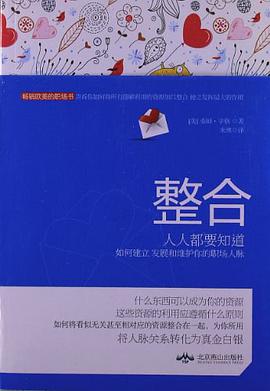 畅销欧美的职场书
整合
人人都要知道
如何建立 发展和维护你的职场人脉
什么东西可以成为你的资源
这些资源的利用应遵循什么原则
如何将看似无关甚至相对应的资源整合在一起,为你所用
将人脉关系转化为真金白银
北京燕山出版社